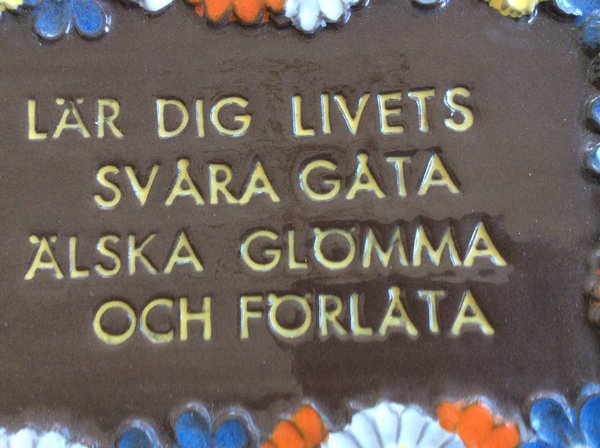 LÄR DIG LIVETS
SVÅRA GÅTA
ÄLSKA GLÖMMA
OCH FÖRLÅTA